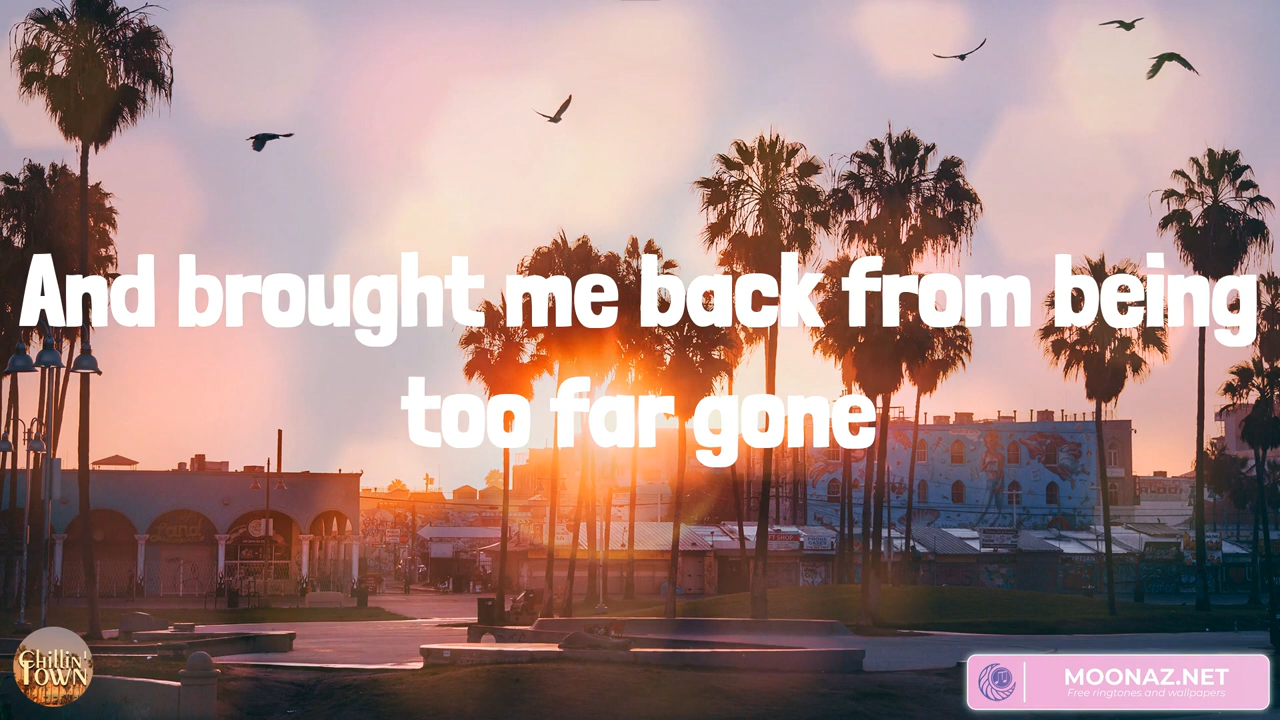 And brought me back from being
too far gone
Chillin'
TOWN
MOONAZ.NET
Free ringtones and wallpapers